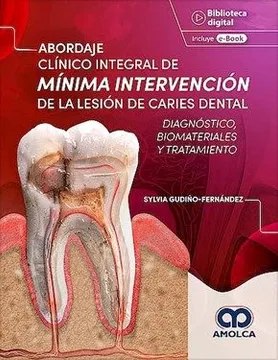 Biblioteca
digital
Incluye e-Book
ABORDAJE
CLÍNICO INTEGRAL DE
MÍNIMA INTERVENCIÓN
DE LA LESIÓN DE CARIES DENTAL
DIAGNÓSTICO,
BIOMATERIALES
Y TRATAMIENTO
SYLVIA GUDIÑO-FERNÁNDEZ
AMOLCA